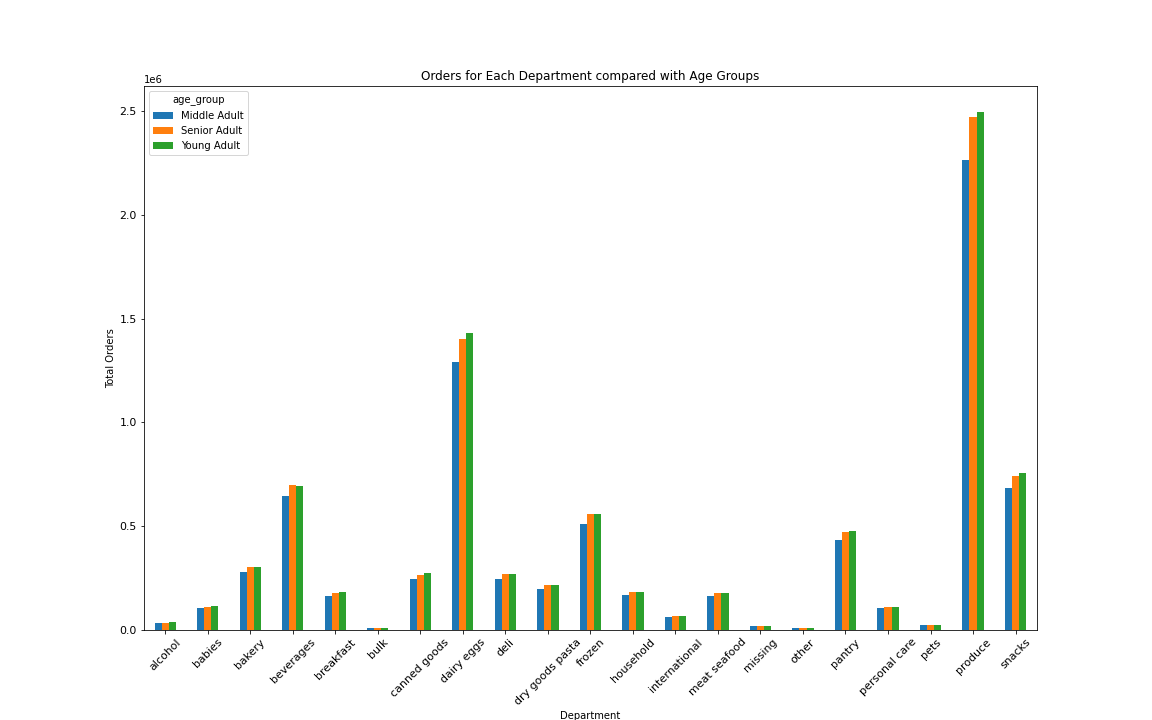 Orders for Each Department compared with Age Groups
1e6
age_group
Middle Adult
Senior Adult
Young Adult
2.5
2.0
1.5
1.0
0.5
0.0
Total Orders
alcohol
babies
bakery
beverages
breakfast
bulk
canned goods
dairy eggs
deli
dry goods pasta
frozen
household
international
meat seafood
missing
other
pantry
personal care
pets
produce
snacks
Department